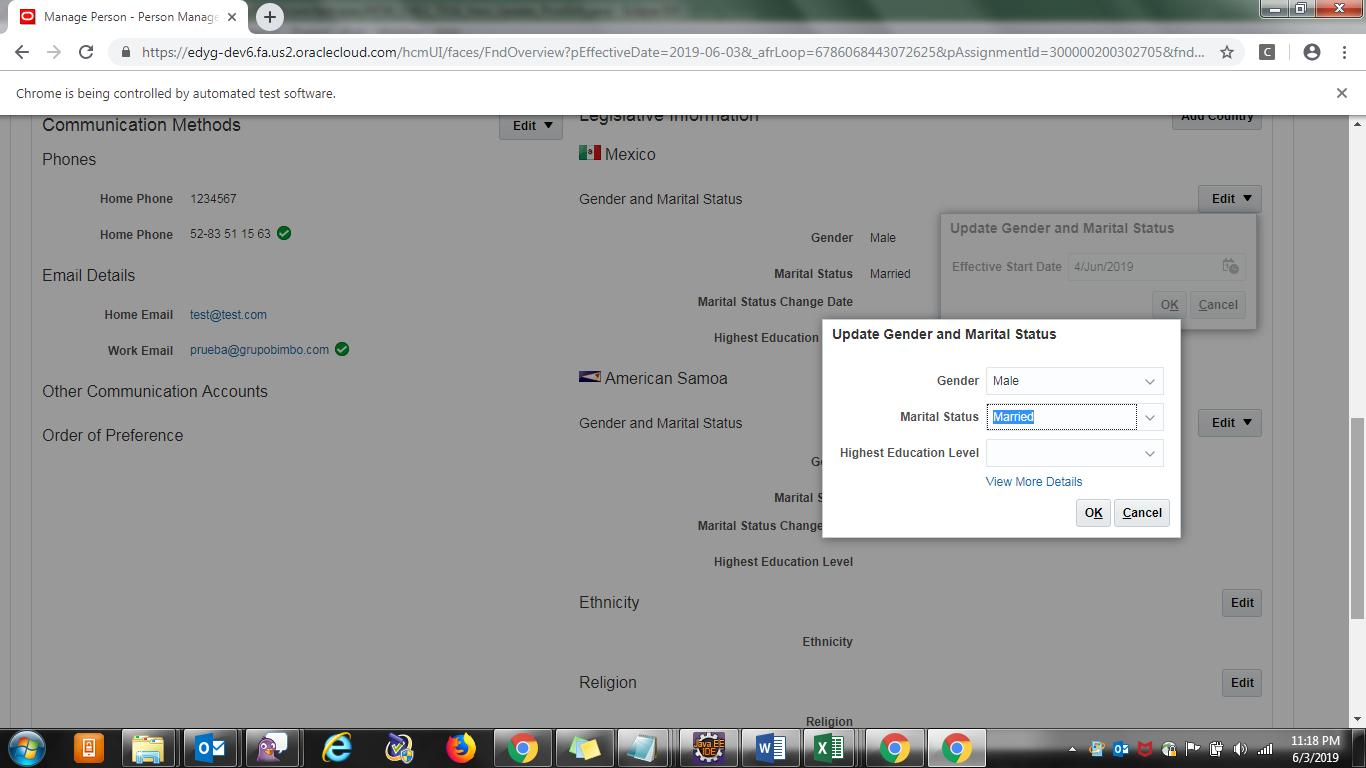 Manage Person - Person Manage
https://edyg-dev6.fa.us2.oraclecloud.com/hcmUI/faces/FndOverview?pEffectiveDate=2019-06-03&_afrLoop=6786068443072625&pAssignmentId=300000200302705&fnd...
Chrome is being controlled by automated test software.
Communication Methods
Edit
Phones
Home Phone 1234567
Home Phone 52-83 51 15 63
Email Details
Home Email test@test.com
Work Email prueba@grupobimbo.com
Other Communication Accounts
Order of Preference
Legislative Information
Add Country
Mexico
Gender and Marital Status
Edit
Gender Male
Marital Status Married
Marital Status Change Date
Highest Education
Update Gender and Marital Status
Effective Start Date 4/Jun/2019
OK Cancel
Update Gender and Marital Status
Gender Male
Marital Status Married
Highest Education Level
View More Details
OK Cancel
American Samoa
Gender and Marital Status
Edit
Ge
Marital S
Marital Status Change
Highest Education Level
Ethnicity
Edit
Ethnicity
Religion
Edit
Religion
Java EE
IDE
11:18 PM
6/3/2019